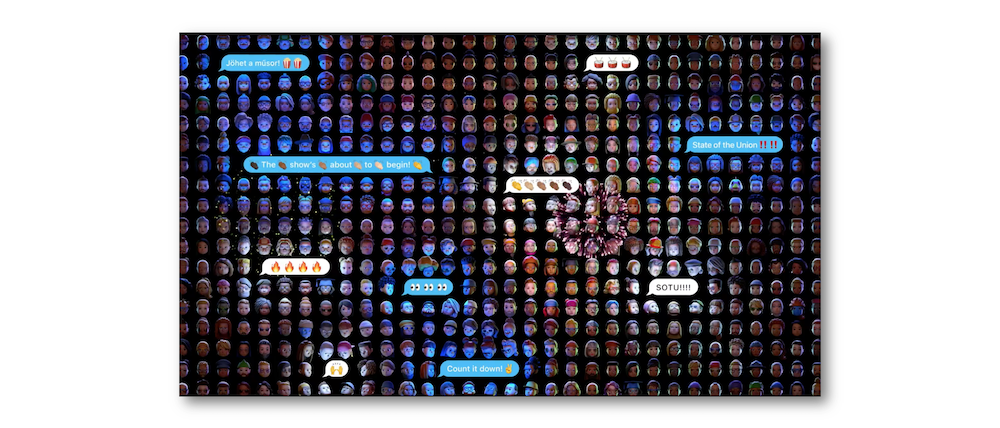 Jöhet a műsor! 🍿🍿
🥁🥁🥁
State of the Union ‼️ ‼️
👏🏿 The 👏🏾 show's 👏🏽 about 👏🏼 to 👏🏻 begin! 👏
👏👏🏼👏🏽👏🏾👏🏿
🔥🔥🔥🔥
👀 👀 👀
SOTU!!!!
🙌
Count it down! ✌️